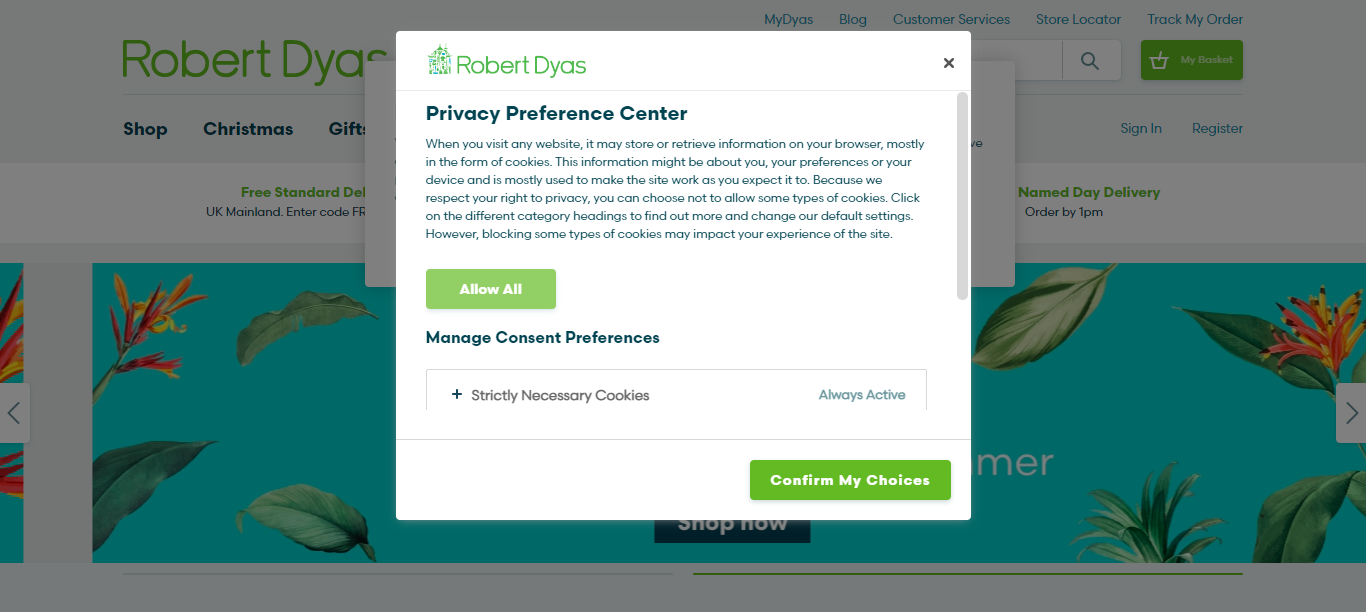 MyDyas Blog Customer Services Store Locator Track My Order
Robert Dyas
My Basket
Robert Dyas
Shop Christmas Gifts
Sign In Register
Privacy Preference Center
When you visit any website, it may store or retrieve information on your browser, mostly
in the form of cookies. This information might be about you, your preferences or your
device and is mostly used to make the site work as you expect it to. Because we
respect your right to privacy, you can choose not to allow some types of cookies. Click
on the different category headings to find out more and change our default settings.
However, blocking some types of cookies may impact your experience of the site.
Free Standard Del
UK Mainland. Enter code FR
Named Day Delivery
Order by 1pm
Allow All
Manage Consent Preferences
Strictly Necessary Cookies Always Active
mer
Confirm My Choices
Shop now